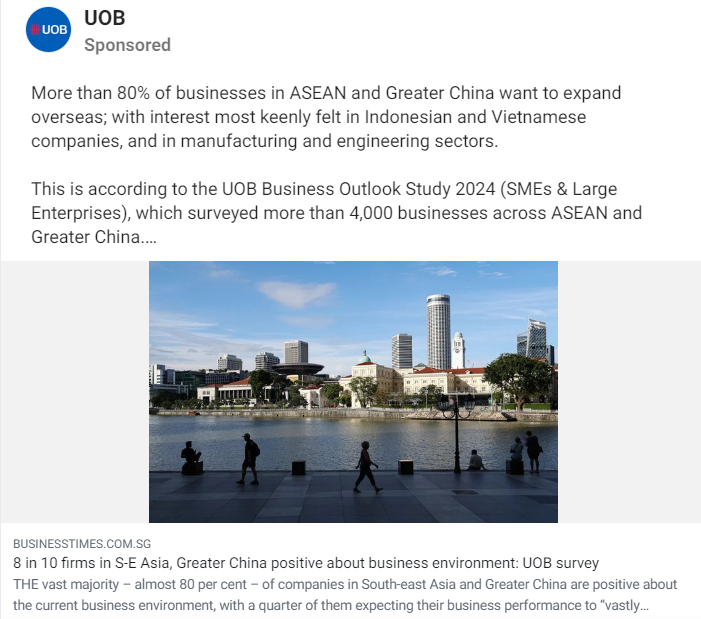 UOB
UOB
Sponsored
More than 80% of businesses in ASEAN and Greater China want to expand
overseas; with interest most keenly felt in Indonesian and Vietnamese
companies, and in manufacturing and engineering sectors.
This is according to the UOB Business Outlook Study 2024 (SMEs & Large
Enterprises), which surveyed more than 4,000 businesses across ASEAN and
Greater China....
BUSINESSTIMES.COM.SG
8 in 10 firms in S-E Asia, Greater China positive about business environment: UOB survey
THE vast majority – almost 80 per cent – of companies in South-east Asia and Greater China are positive about
the current business environment, with a quarter of them expecting their business performance to “vastly...